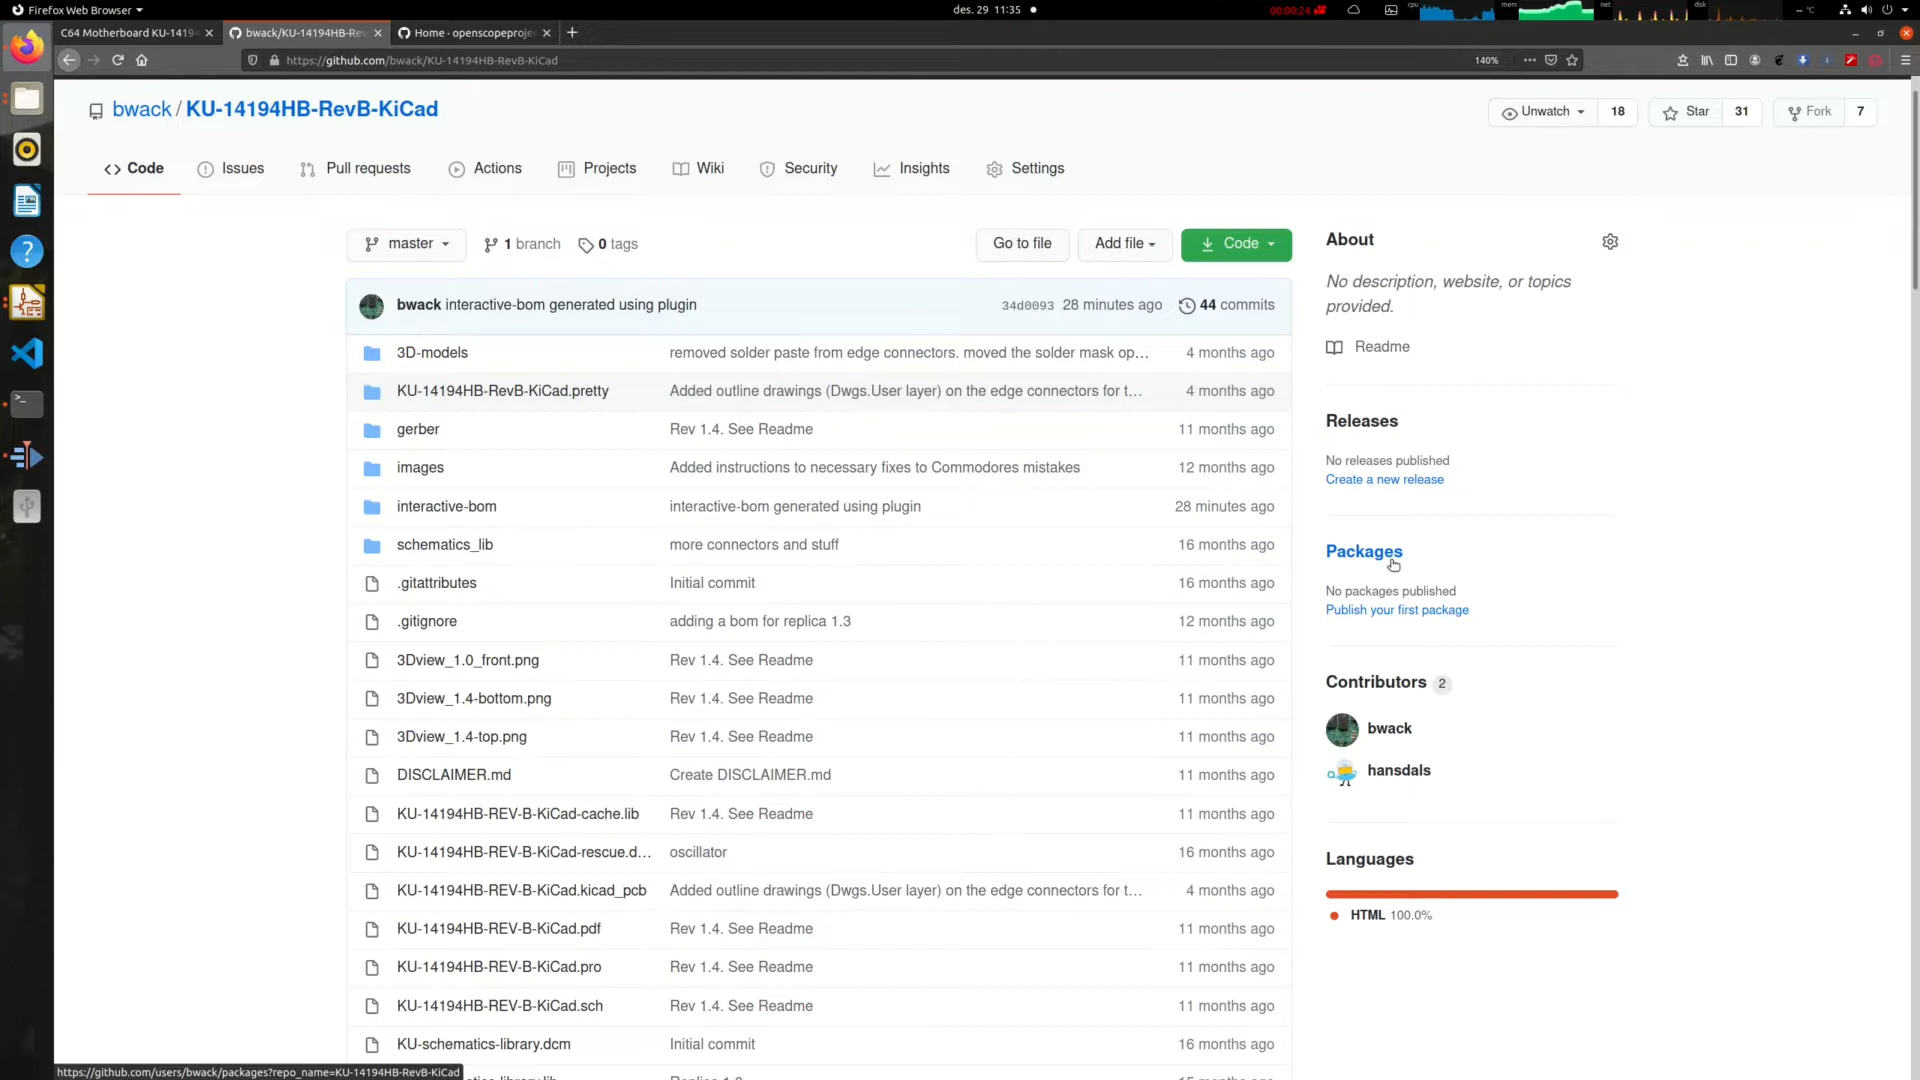 Firefox Web Browser
des. 29 11:35
00:00:24
cpu
mem
net
disk
-- °C
C64 Motherboard KU-1419
bwack/KU-14194HB-Rev
Home · openscopeproje
https://github.com/bwack/KU-14194HB-RevB-KiCad
140%
bwack / KU-14194HB-RevB-KiCad
Unwatch 18
Star 31
Fork 7
Code
Issues
Pull requests
Actions
Projects
Wiki
Security
Insights
Settings
master
1 branch
0 tags
Go to file
Add file
Code
bwack interactive-bom generated using plugin 34d0093 28 minutes ago 44 commits
3D-models removed solder paste from edge connectors. moved the solder mask op... 4 months ago
KU-14194HB-RevB-KiCad.pretty Added outline drawings (Dwgs.User layer) on the edge connectors for t... 4 months ago
gerber Rev 1.4. See Readme 11 months ago
images Added instructions to necessary fixes to Commodores mistakes 12 months ago
interactive-bom interactive-bom generated using plugin 28 minutes ago
schematics_lib more connectors and stuff 16 months ago
.gitattributes Initial commit 16 months ago
.gitignore adding a bom for replica 1.3 12 months ago
3Dview_1.0_front.png Rev 1.4. See Readme 11 months ago
3Dview_1.4-bottom.png Rev 1.4. See Readme 11 months ago
3Dview_1.4-top.png Rev 1.4. See Readme 11 months ago
DISCLAIMER.md Create DISCLAIMER.md 11 months ago
KU-14194HB-REV-B-KiCad-cache.lib Rev 1.4. See Readme 11 months ago
KU-14194HB-REV-B-KiCad-rescue.d... oscillator 16 months ago
KU-14194HB-REV-B-KiCad.kicad_pcb Added outline drawings (Dwgs.User layer) on the edge connectors for t... 4 months ago
KU-14194HB-REV-B-KiCad.pdf Rev 1.4. See Readme 11 months ago
KU-14194HB-REV-B-KiCad.pro Rev 1.4. See Readme 11 months ago
KU-14194HB-REV-B-KiCad.sch Rev 1.4. See Readme 11 months ago
KU-schematics-library.dcm Initial commit 16 months ago
About
No description, website, or topics
provided.
Readme
Releases
No releases published
Create a new release
Packages
No packages published
Publish your first package
Contributors 2
bwack
hansdals
Languages
HTML 100.0%
https://github.com/users/bwack/packages?repo_name=KU-14194HB-RevB-KiCad